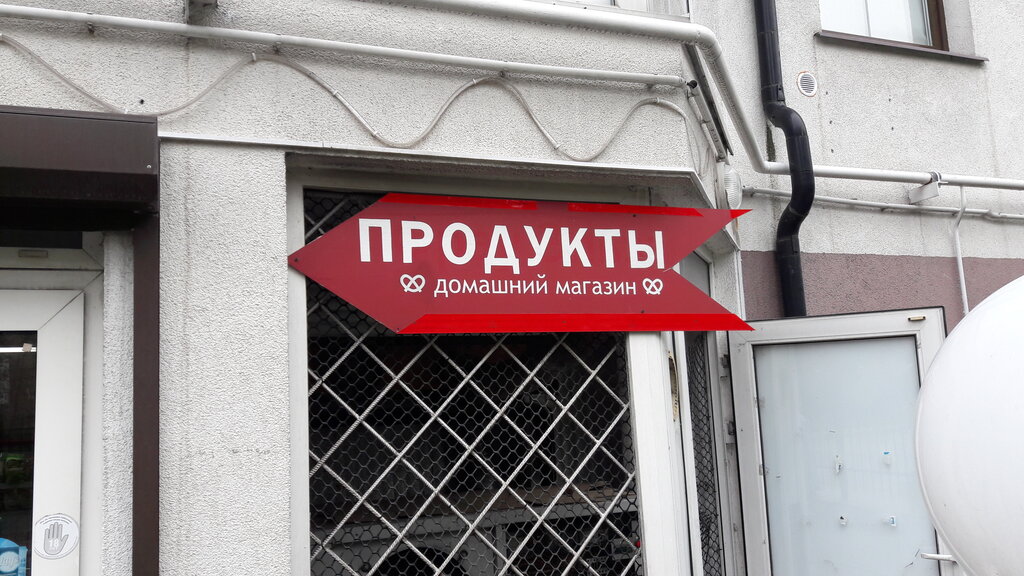 ПРОДУКТЫ
домашний магазин